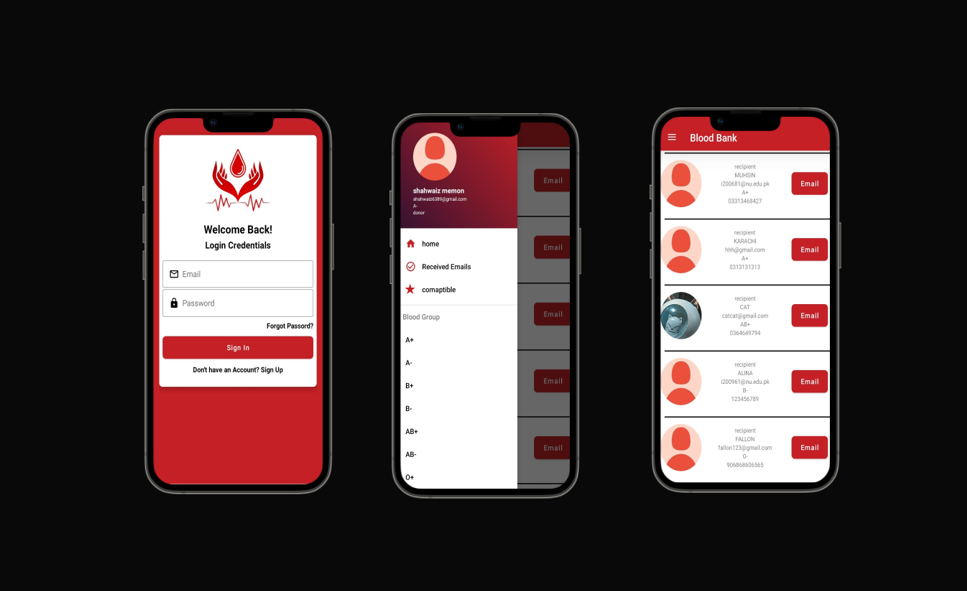 Welcome Back!
Login Credentials
Email
Password
Forgot Passord?
Sign In
Don't have an Account? Sign Up
shahwaiz memon
shahwaiz6389@gmail.com
A-
donor
home
Received Emails
comaptible
Blood Group
A+
A-
B+
B-
AB+
AB-
O+
Email
Email
Email
Email
Email
Blood Bank
recipient
MUHSIN
i200681@nu.edu.pk
A+
03313468427
Email
recipient
KARACHI
hhh@gmail.com
A+
0313131313
Email
recipient
CAT
catcat@gmail.com
AB+
0364649794
Email
recipient
ALINA
i200961@nu.edu.pk
B-
123456789
Email
recipient
FALLON
fallon123@gmail.com
O-
906868606565
Email